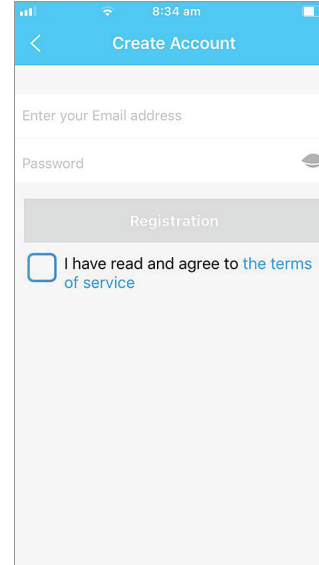 8:34 am
Create Account
Enter your Email address
Password
Registration
I have read and agree to the terms
of service